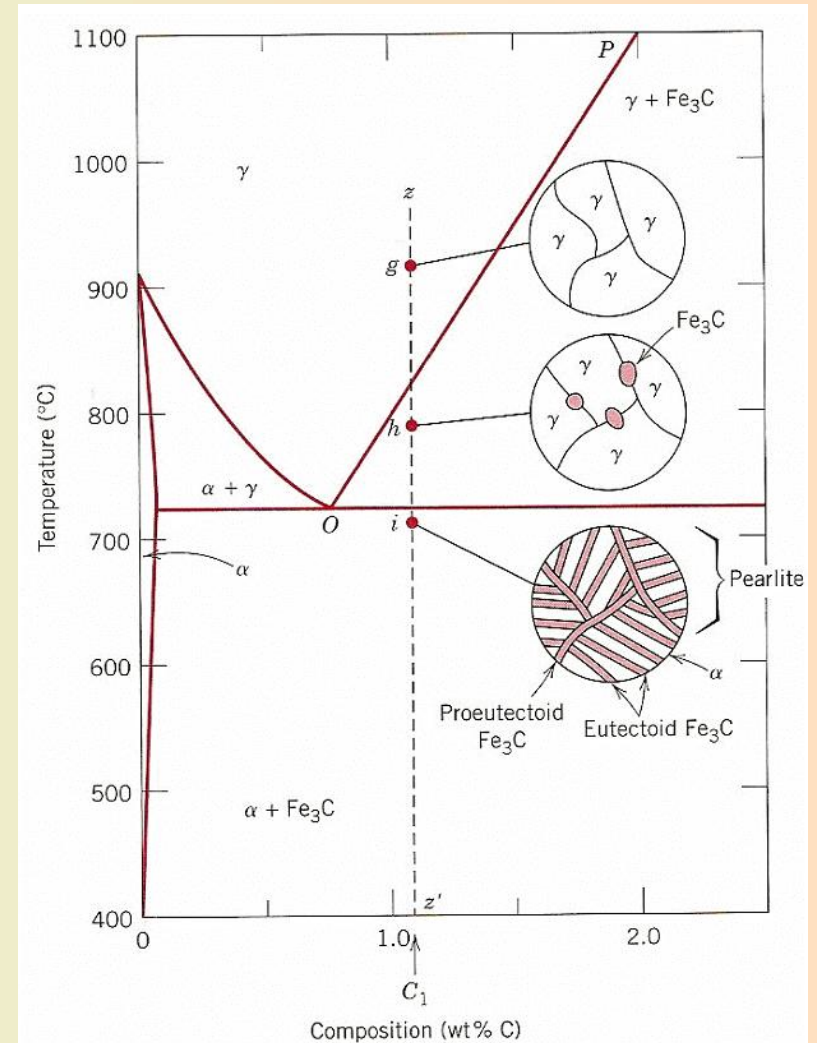 1100
P
γ + Fe₃C
1000
γ
z
γ
γ
γ
g
γ
900
Fe₃C
γ
γ
800
h
γ
γ
α + γ
O
i
700
α
Pearlite
600
α
Proeutectoid
Fe₃C
Eutectoid Fe₃C
500
α + Fe₃C
z'
400
0
1.0
2.0
C₁
Temperature (°C)
Composition (wt% C)